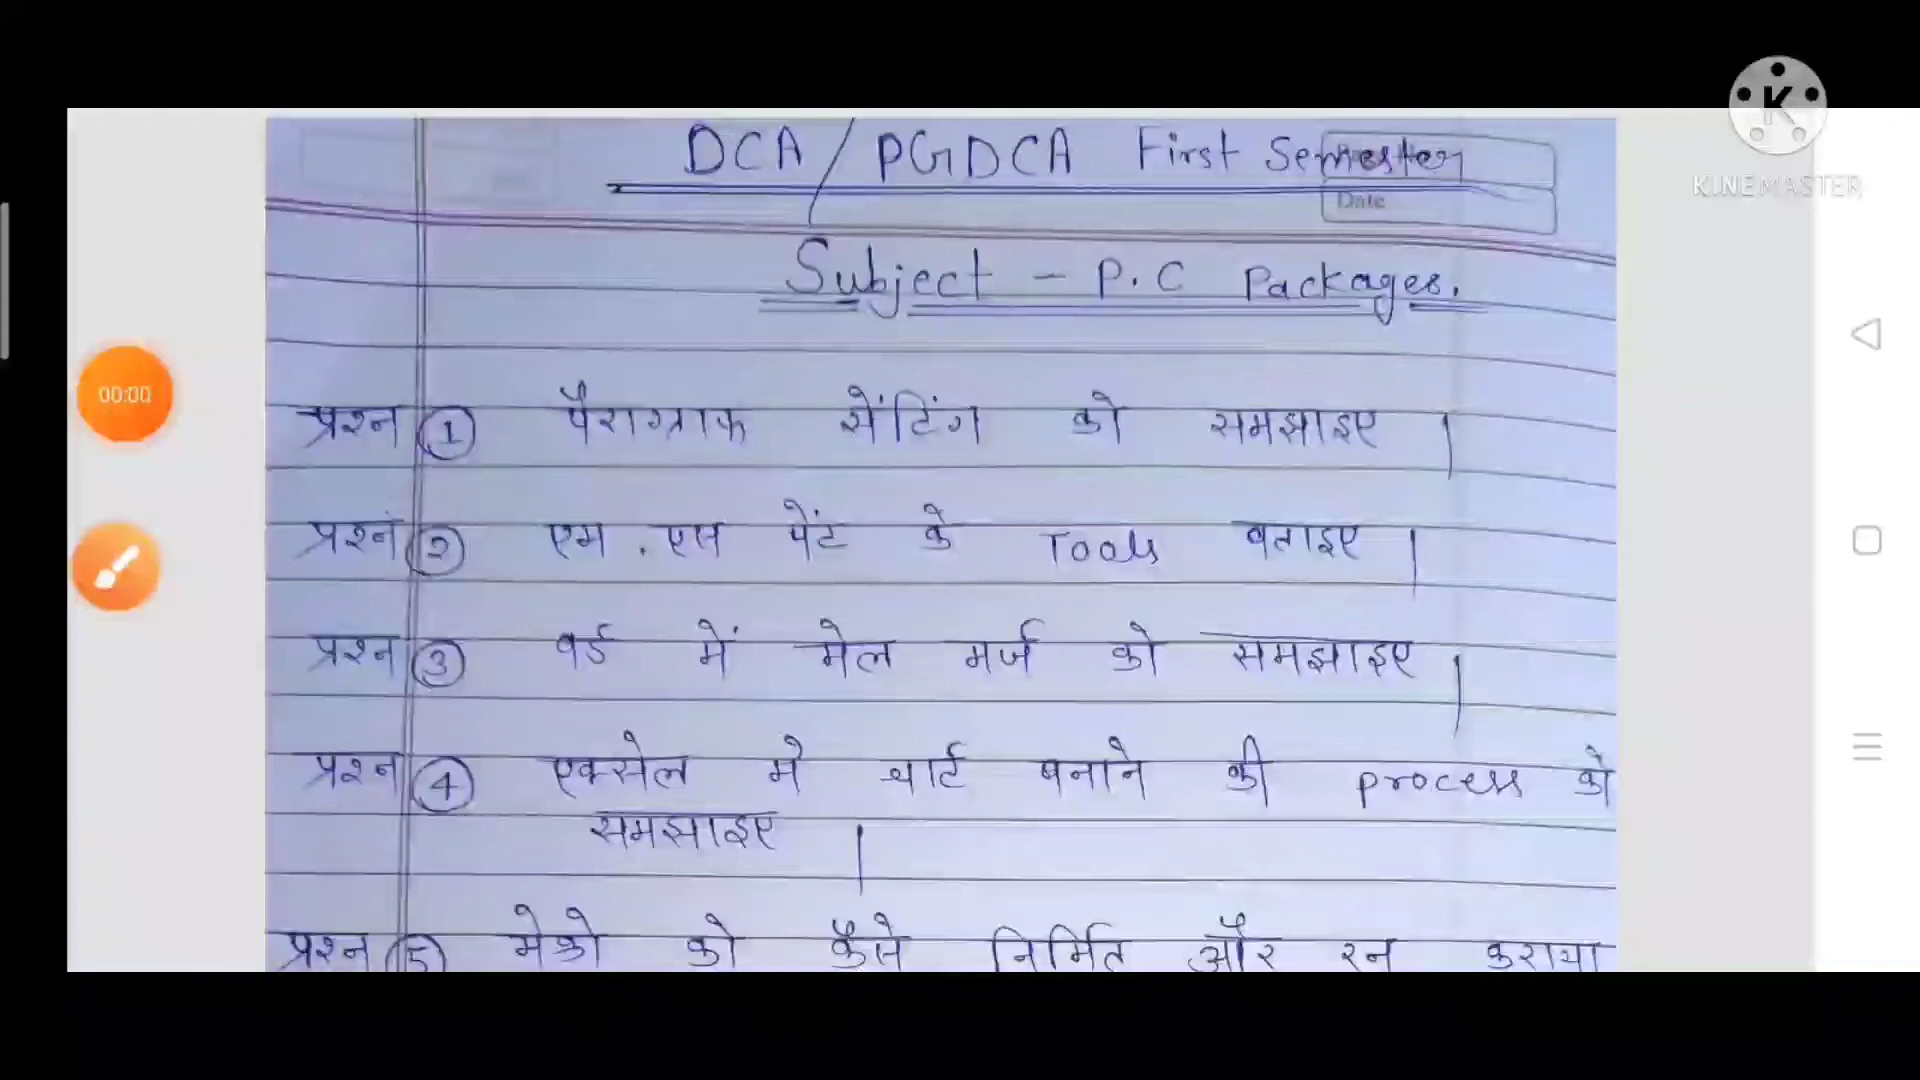 DCA / PGDCA First Semester
Date
KINEMASTER
Subject - P.C Packages.
00:00
प्रश्न ① पैराग्राफ सेंटिंग को समझाइए |
प्रश्न ② एम . एस पेंट के Tools बताइए |
प्रश्न ③ वर्ड में मेल मर्ज को समझाइए |
प्रश्न ④ एक्सेल मे चार्ट बनाने की process को
समझाइए |
प्रश्न ⑤ मेक्रो को कैसे निर्मित और रन कराया